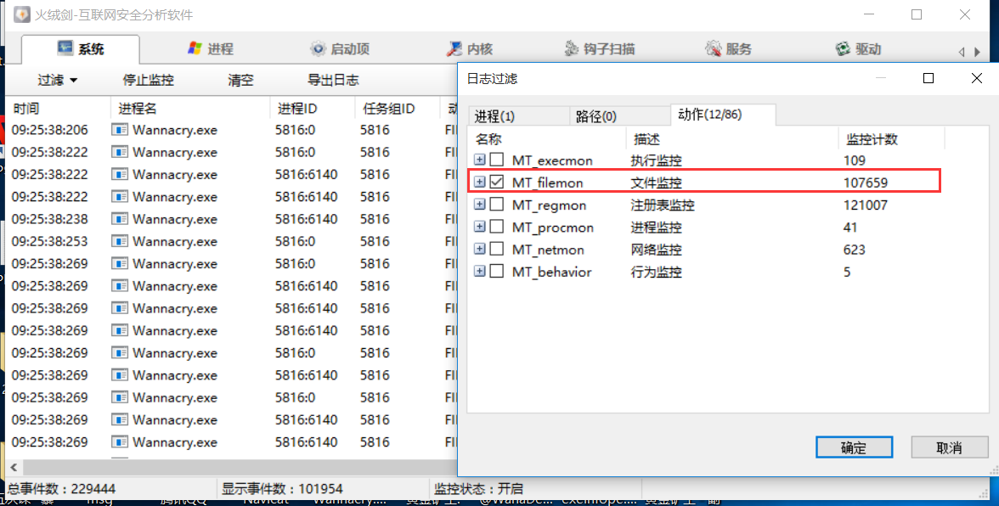 火绒剑-互联网安全分析软件
系统 进程 启动项 内核 钩子扫描 服务 驱动
过滤 停止监控 清空 导出日志
时间 进程名 进程ID 任务组ID 动
09:25:38:206 Wannacry.exe 5816:0 5816 FI
09:25:38:222 Wannacry.exe 5816:0 5816 FI
09:25:38:222 Wannacry.exe 5816:6140 5816 FI
09:25:38:222 Wannacry.exe 5816:6140 5816 FI
09:25:38:238 Wannacry.exe 5816:6140 5816 FI
09:25:38:253 Wannacry.exe 5816:0 5816 FI
09:25:38:269 Wannacry.exe 5816:0 5816 FI
09:25:38:269 Wannacry.exe 5816:6140 5816 FI
09:25:38:269 Wannacry.exe 5816:6140 5816 FI
09:25:38:269 Wannacry.exe 5816:6140 5816 FI
09:25:38:269 Wannacry.exe 5816:0 5816 FI
09:25:38:269 Wannacry.exe 5816:6140 5816 FI
09:25:38:269 Wannacry.exe 5816:0 5816 FI
09:25:38:269 Wannacry.exe 5816:6140 5816 FI
09:25:38:269 Wannacry.exe 5816:6140 5816 FI
总事件数：229444 显示事件数：101954 监控状态：开启
日志过滤
进程(1) 路径(0) 动作(12/86)
名称 描述 监控计数
MT_execmon 执行监控 109
MT_filemon 文件监控 107659
MT_regmon 注册表监控 121007
MT_procmon 进程监控 41
MT_netmon 网络监控 623
MT_behavior 行为监控 5
确定 取消
msg 腾讯QQ Navicat Wannacry.... @WanaDe... exeinfope....